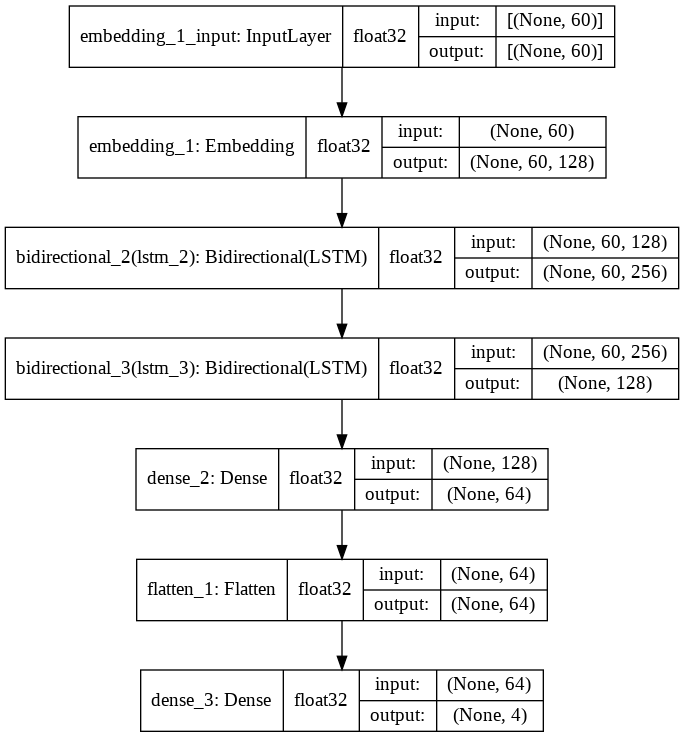 embedding_1_input: InputLayer float32 input: [(None, 60)]
output: [(None, 60)]
embedding_1: Embedding float32 input: (None, 60)
output: (None, 60, 128)
bidirectional_2(lstm_2): Bidirectional(LSTM) float32 input: (None, 60, 128)
output: (None, 60, 256)
bidirectional_3(lstm_3): Bidirectional(LSTM) float32 input: (None, 60, 256)
output: (None, 128)
dense_2: Dense float32 input: (None, 128)
output: (None, 64)
flatten_1: Flatten float32 input: (None, 64)
output: (None, 64)
dense_3: Dense float32 input: (None, 64)
output: (None, 4)